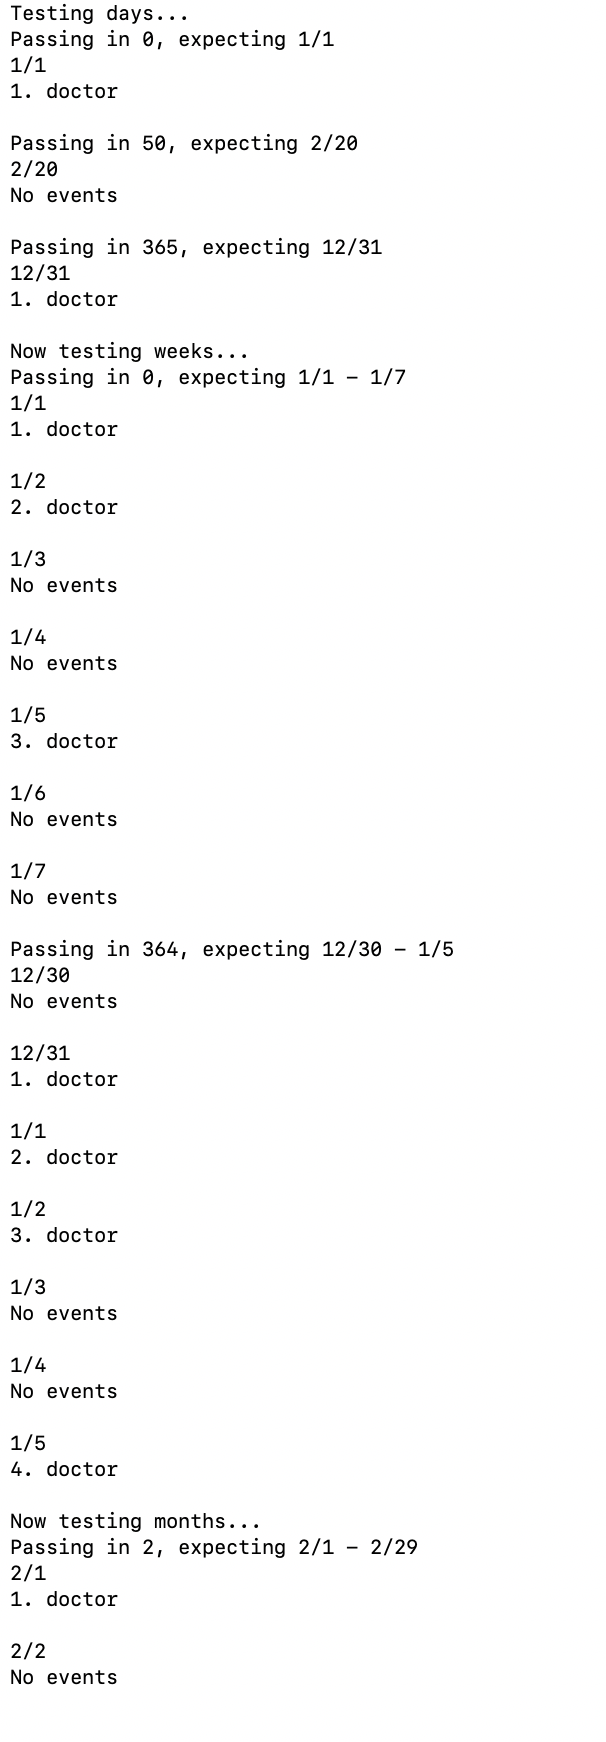 Testing days...
Passing in 0, expecting 1/1
1/1
1. doctor
Passing in 50, expecting 2/20
2/20
No events
Passing in 365, expecting 12/31
12/31
1. doctor
Now testing weeks...
Passing in 0, expecting 1/1 – 1/7
1/1
1. doctor
1/2
2. doctor
1/3
No events
1/4
No events
1/5
3. doctor
1/6
No events
1/7
No events
Passing in 364, expecting 12/30 – 1/5
12/30
No events
12/31
1. doctor
1/1
2. doctor
1/2
3. doctor
1/3
No events
1/4
No events
1/5
4. doctor
Now testing months...
Passing in 2, expecting 2/1 – 2/29
2/1
1. doctor
2/2
No events